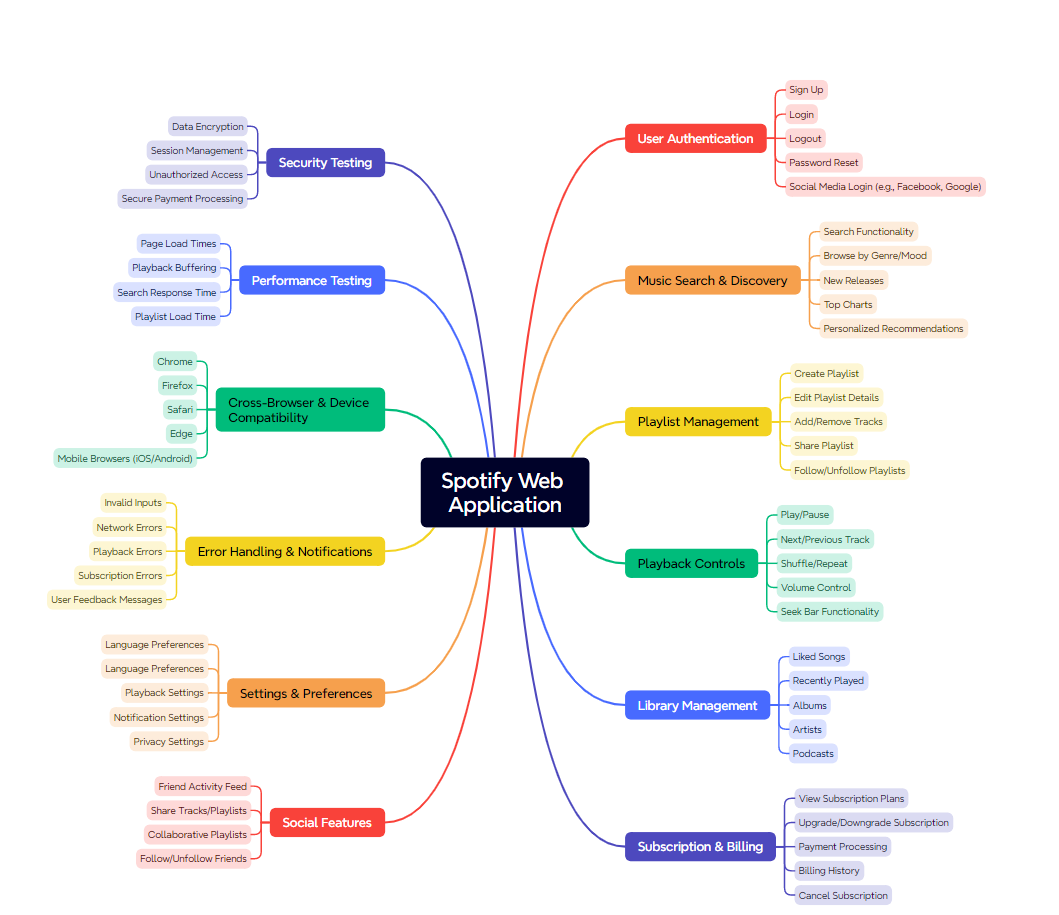 Spotify Web
Application
User Authentication
Sign Up
Login
Logout
Password Reset
Social Media Login (e.g., Facebook, Google)
Music Search & Discovery
Search Functionality
Browse by Genre/Mood
New Releases
Top Charts
Personalized Recommendations
Playlist Management
Create Playlist
Edit Playlist Details
Add/Remove Tracks
Share Playlist
Follow/Unfollow Playlists
Playback Controls
Play/Pause
Next/Previous Track
Shuffle/Repeat
Volume Control
Seek Bar Functionality
Library Management
Liked Songs
Recently Played
Albums
Artists
Podcasts
Subscription & Billing
View Subscription Plans
Upgrade/Downgrade Subscription
Payment Processing
Billing History
Cancel Subscription
Security Testing
Data Encryption
Session Management
Unauthorized Access
Secure Payment Processing
Performance Testing
Page Load Times
Playback Buffering
Search Response Time
Playlist Load Time
Cross-Browser & Device
Compatibility
Chrome
Firefox
Safari
Edge
Mobile Browsers (iOS/Android)
Error Handling & Notifications
Invalid Inputs
Network Errors
Playback Errors
Subscription Errors
User Feedback Messages
Settings & Preferences
Language Preferences
Language Preferences
Playback Settings
Notification Settings
Privacy Settings
Social Features
Friend Activity Feed
Share Tracks/Playlists
Collaborative Playlists
Follow/Unfollow Friends